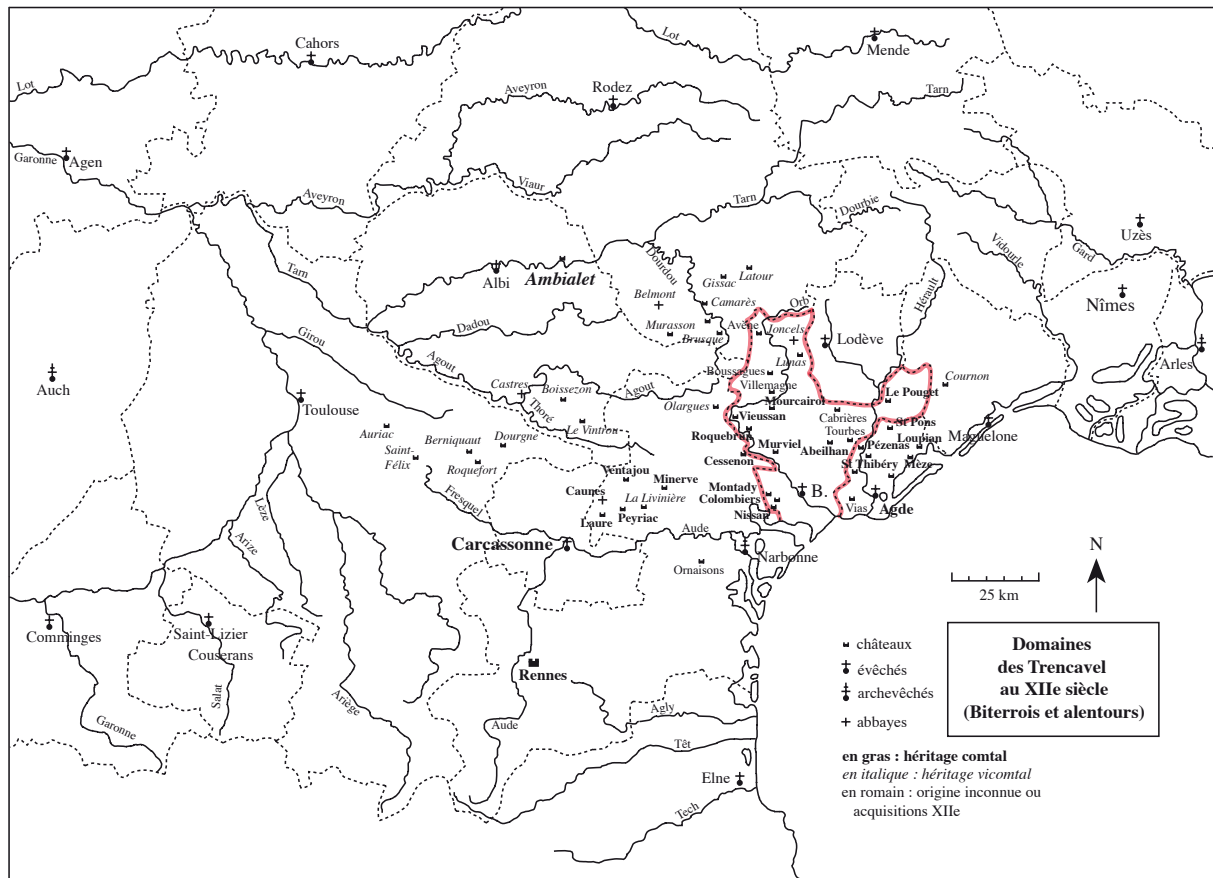 Cahors
Mende
Lot
Lot
Rodez
Aveyron
Tarn
Garonne
Agen
Viaur
Aveyron
Tarn
Dourbie
Uzès
Gard
Vidourle
Hérault
Tarn
Albi
Ambialet
Dourdou
Latour
Gissac
Belmont
Camarès
Orb
Nîmes
Dadou
Murasson
Brusque
Avène
Joncels
Lodève
Lunas
Girou
Agout
Arles
Auch
Boussagues
Villemagne
Cournon
Castres
Boissezon
Agout
Mourcairol
Le Pouget
Toulouse
Thoré
Olargues
Vieussan
Cabrières
Tourbes
St Pons
Maguelone
Auriac
Berniquaut
Dourgne
Le Vintrou
Roquebrun
Murviel
Abeilhan
Pézenas
Loupian
Saint-
Félix
Roquefort
Cessenon
St Thibéry
Mèze
Ventajou
Minerve
Caunes
La Livinière
Montady
Colombiers
B.
Fresquel
Laure
Peyriac
Nissan
Vias
Agde
Lèze
Aude
Arize
Carcassonne
Narbonne
Ornaisons
N
25 km
Comminges
Saint-Lizier
Couserans
Salat
Garonne
Ariège
Rennes
Aude
Agly
Têt
Elne
Tech
châteaux
évêchés
archevêchés
abbayes
Domaines
des Trencavel
au XIIe siècle
(Biterrois et alentours)
en gras : héritage comtal
en italique : héritage vicomtal
en romain : origine inconnue ou
acquisitions XIIe